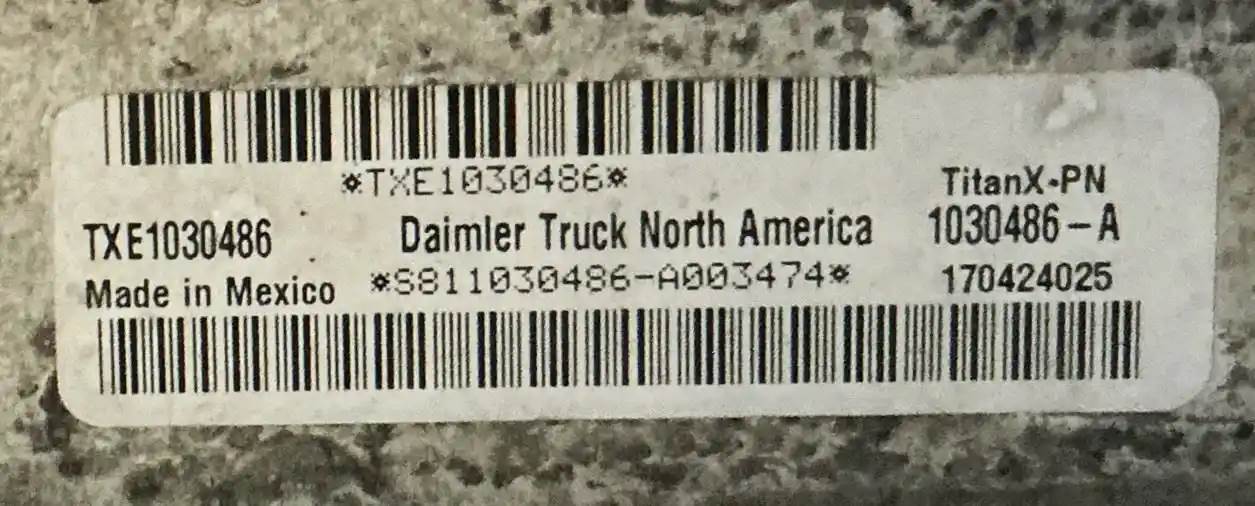 *TXE1030486*
TitanX-PN
TXE1030486
Daimler Truck North America
1030486-A
Made in Mexico
*S811030486-A003474*
170424025